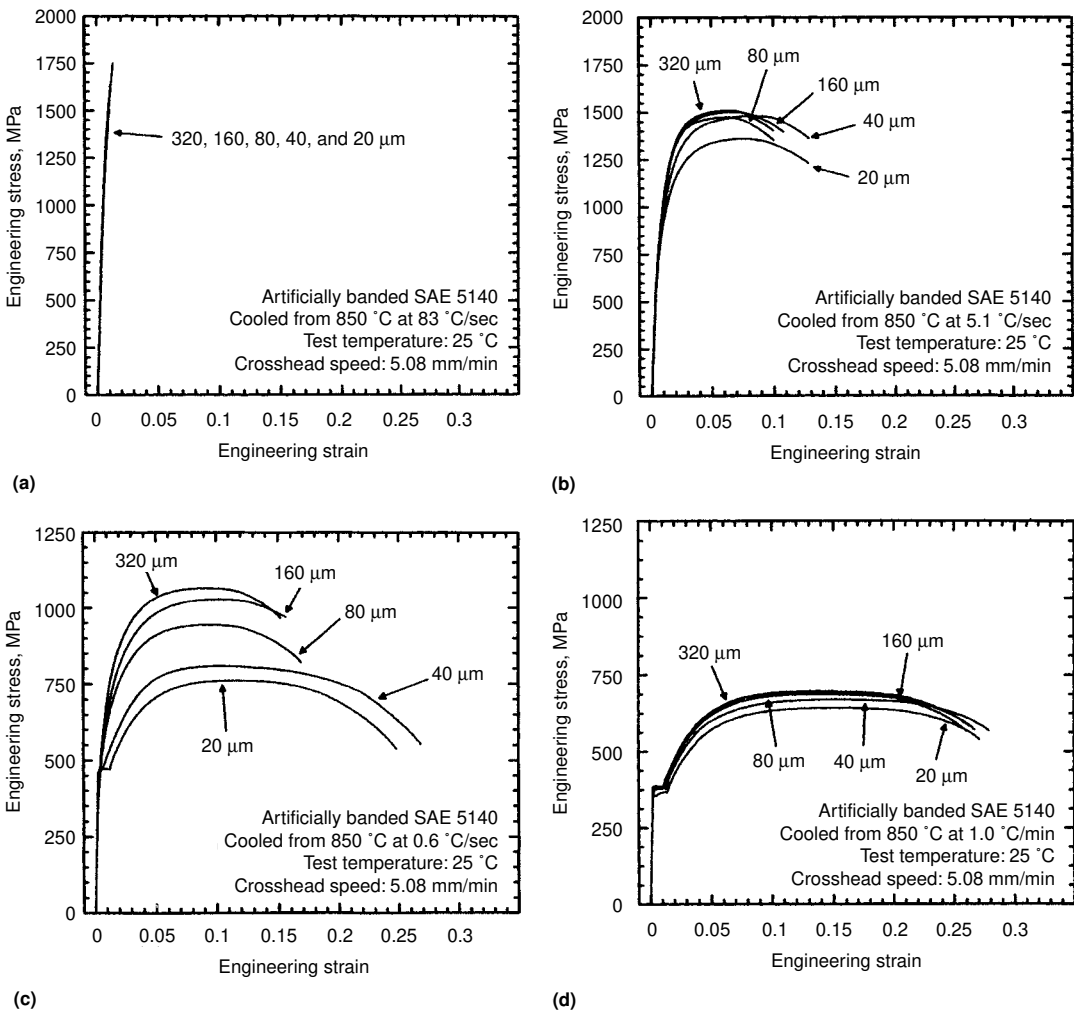 2000
1750
1500
1250
1000
750
500
250
0
Engineering stress, MPa
320, 160, 80, 40, and 20 μm
Artificially banded SAE 5140
Cooled from 850 ˚C at 83 ˚C/sec
Test temperature: 25 ˚C
Crosshead speed: 5.08 mm/min
0 0.05 0.1 0.15 0.2 0.25 0.3
Engineering strain
(a)
2000
1750
1500
1250
1000
750
500
250
0
Engineering stress, MPa
320 μm
80 μm
160 μm
40 μm
20 μm
Artificially banded SAE 5140
Cooled from 850 ˚C at 5.1 ˚C/sec
Test temperature: 25 ˚C
Crosshead speed: 5.08 mm/min
0 0.05 0.1 0.15 0.2 0.25 0.3
Engineering strain
(b)
1250
1000
750
500
250
0
Engineering stress, MPa
320 μm
160 μm
80 μm
40 μm
20 μm
Artificially banded SAE 5140
Cooled from 850 ˚C at 0.6 ˚C/sec
Test temperature: 25 ˚C
Crosshead speed: 5.08 mm/min
0 0.05 0.1 0.15 0.2 0.25 0.3
Engineering strain
(c)
1250
1000
750
500
250
0
Engineering stress, MPa
320 μm
160 μm
80 μm
40 μm
20 μm
Artificially banded SAE 5140
Cooled from 850 ˚C at 1.0 ˚C/min
Test temperature: 25 ˚C
Crosshead speed: 5.08 mm/min
0 0.05 0.1 0.15 0.2 0.25 0.3
Engineering strain
(d)